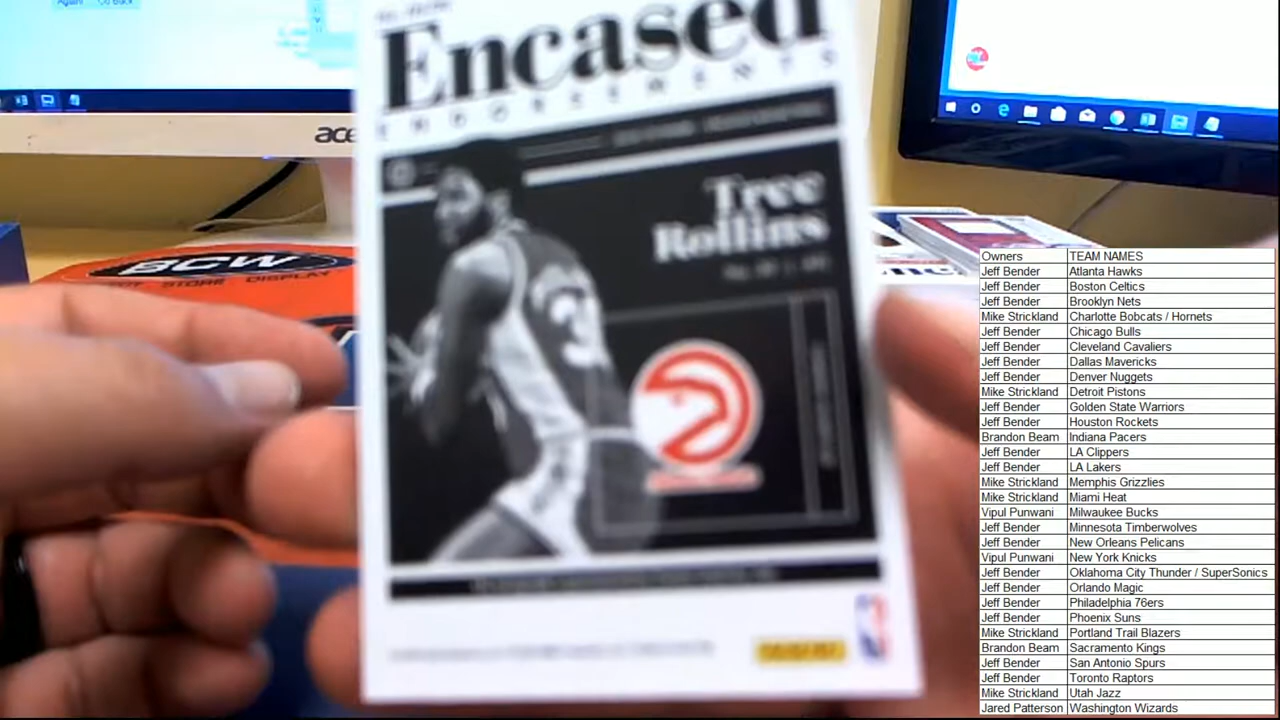 Again
Go Back
acer
BCW
STORE DISPLAY
Encased
ENDORSEMENTS
Tree
Rollins
Owners TEAM NAMES
Jeff Bender Atlanta Hawks
Jeff Bender Boston Celtics
Jeff Bender Brooklyn Nets
Mike Strickland Charlotte Bobcats / Hornets
Jeff Bender Chicago Bulls
Jeff Bender Cleveland Cavaliers
Jeff Bender Dallas Mavericks
Jeff Bender Denver Nuggets
Mike Strickland Detroit Pistons
Jeff Bender Golden State Warriors
Jeff Bender Houston Rockets
Brandon Beam Indiana Pacers
Jeff Bender LA Clippers
Jeff Bender LA Lakers
Mike Strickland Memphis Grizzlies
Mike Strickland Miami Heat
Vipul Punwani Milwaukee Bucks
Jeff Bender Minnesota Timberwolves
Jeff Bender New Orleans Pelicans
Vipul Punwani New York Knicks
Jeff Bender Oklahoma City Thunder / SuperSonics
Jeff Bender Orlando Magic
Jeff Bender Philadelphia 76ers
Jeff Bender Phoenix Suns
Mike Strickland Portland Trail Blazers
Brandon Beam Sacramento Kings
Jeff Bender San Antonio Spurs
Jeff Bender Toronto Raptors
Mike Strickland Utah Jazz
Jared Patterson Washington Wizards